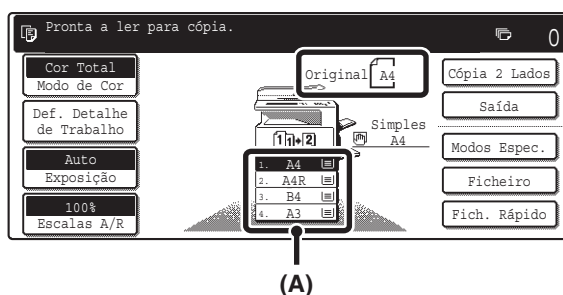 Pronta a ler para cópia.
0
Cor Total
Modo de Cor
Def. Detalhe
de Trabalho
Auto
Exposição
100%
Escalas A/R
Original A4
11+2
Simples
A4
1. A4
2. A4R
3. B4
4. A3
Cópia 2 Lados
Saída
Modos Espec.
Ficheiro
Fich. Rápido
(A)